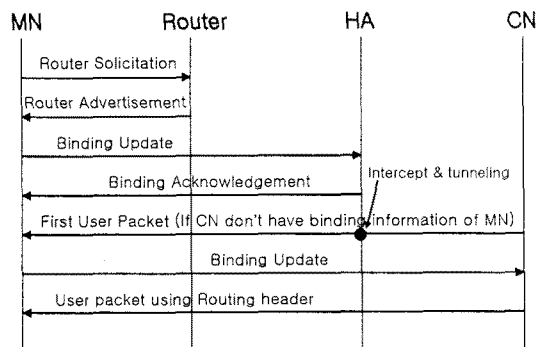 MN Router HA CN
Router Solicitation
Router Advertisement
Binding Update
Intercept & tunneling
Binding Acknowledgement
First User Packet (If CN don't have binding information of MN)
Binding Update
User packet using Routing header